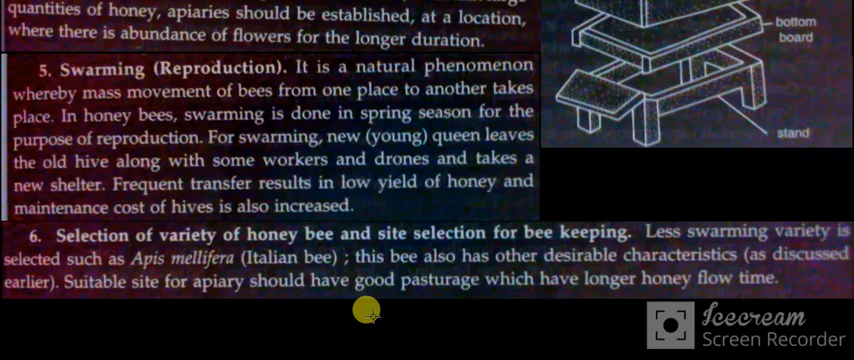 quantities of honey, apiaries should be established, at a location,
where there is abundance of flowers for the longer duration.
bottom
board
5. Swarming (Reproduction). It is a natural phenomenon
whereby mass movement of bees from one place to another takes
place. In honey bees, swarming is done in spring season for the
purpose of reproduction. For swarming, new (young) queen leaves
the old hive along with some workers and drones and takes a
new shelter. Frequent transfer results in low yield of honey and
maintenance cost of hives is also increased.
stand
6. Selection of variety of honey bee and site selection for bee keeping. Less swarming variety is
selected such as Apis mellifera (Italian bee) ; this bee also has other desirable characteristics (as discussed
earlier). Suitable site for apiary should have good pasturage which have longer honey flow time.
Icecream
Screen Recorder